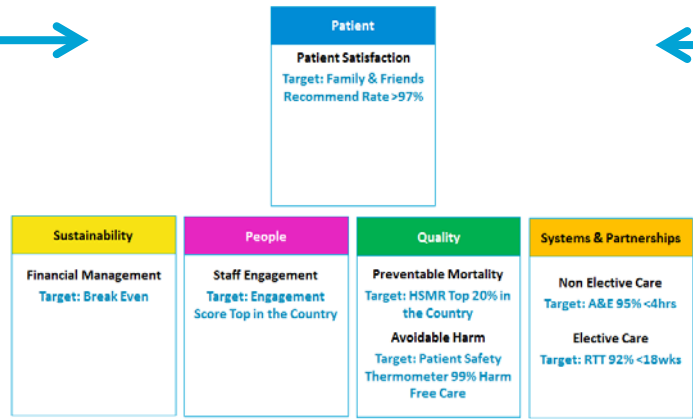 Patient
Patient Satisfaction
Target: Family & Friends
Recommend Rate >97%
Sustainability
Financial Management
Target: Break Even
People
Staff Engagement
Target: Engagement
Score Top in the Country
Quality
Preventable Mortality
Target: HSMR Top 20% in
the Country
Avoidable Harm
Target: Patient Safety
Thermometer 99% Harm
Free Care
Systems & Partnerships
Non Elective Care
Target: A&E 95% <4hrs
Elective Care
Target: RTT 92% <18wks